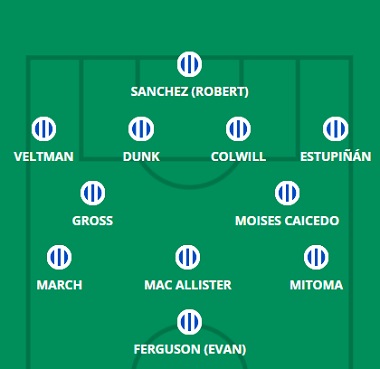 SANCHEZ (ROBERT)
VELTMAN DUNK COLWILL ESTUPIÑÁN
GROSS MOISES CAICEDO
MARCH MAC ALLISTER MITOMA
FERGUSON (EVAN)